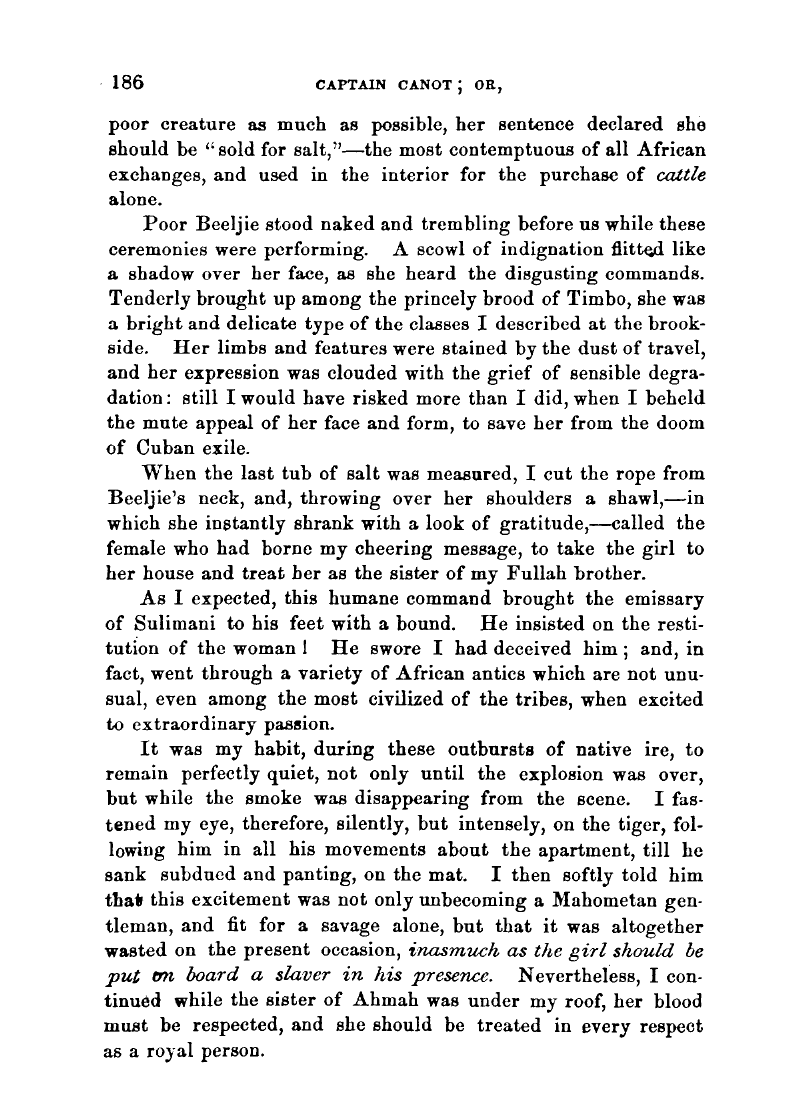 186 CAPTAIN CANOT; OR,
poor creature as much as possible, her sentence declared she
should be "sold for salt,"—the most contemptuous of all African
exchanges, and used in the interior for the purchase of cattle
alone.
Poor Beeljie stood naked and trembling before us while these
ceremonies were performing. A scowl of indignation flitted like
a shadow over her face, as she heard the disgusting commands.
Tenderly brought up among the princely brood of Timbo, she was
a bright and delicate type of the classes I described at the brook-
side. Her limbs and features were stained by the dust of travel,
and her expression was clouded with the grief of sensible degra-
dation: still I would have risked more than I did, when I beheld
the mute appeal of her face and form, to save her from the doom
of Cuban exile.
When the last tub of salt was measured, I cut the rope from
Beeljie's neck, and, throwing over her shoulders a shawl,—in
which she instantly shrank with a look of gratitude,—called the
female who had borne my cheering message, to take the girl to
her house and treat her as the sister of my Fullah brother.
As I expected, this humane command brought the emissary
of Sulimani to his feet with a bound. He insisted on the resti-
tution of the woman! He swore I had deceived him; and, in
fact, went through a variety of African antics which are not unu-
sual, even among the most civilized of the tribes, when excited
to extraordinary passion.
It was my habit, during these outbursts of native ire, to
remain perfectly quiet, not only until the explosion was over,
but while the smoke was disappearing from the scene. I fas-
tened my eye, therefore, silently, but intensely, on the tiger, fol-
lowing him in all his movements about the apartment, till he
sank subdued and panting, on the mat. I then softly told him
that this excitement was not only unbecoming a Mahometan gen-
tleman, and fit for a savage alone, but that it was altogether
wasted on the present occasion, inasmuch as the girl should be
put on board a slaver in his presence. Nevertheless, I con-
tinued while the sister of Ahmah was under my roof, her blood
must be respected, and she should be treated in every respect
as a royal person.